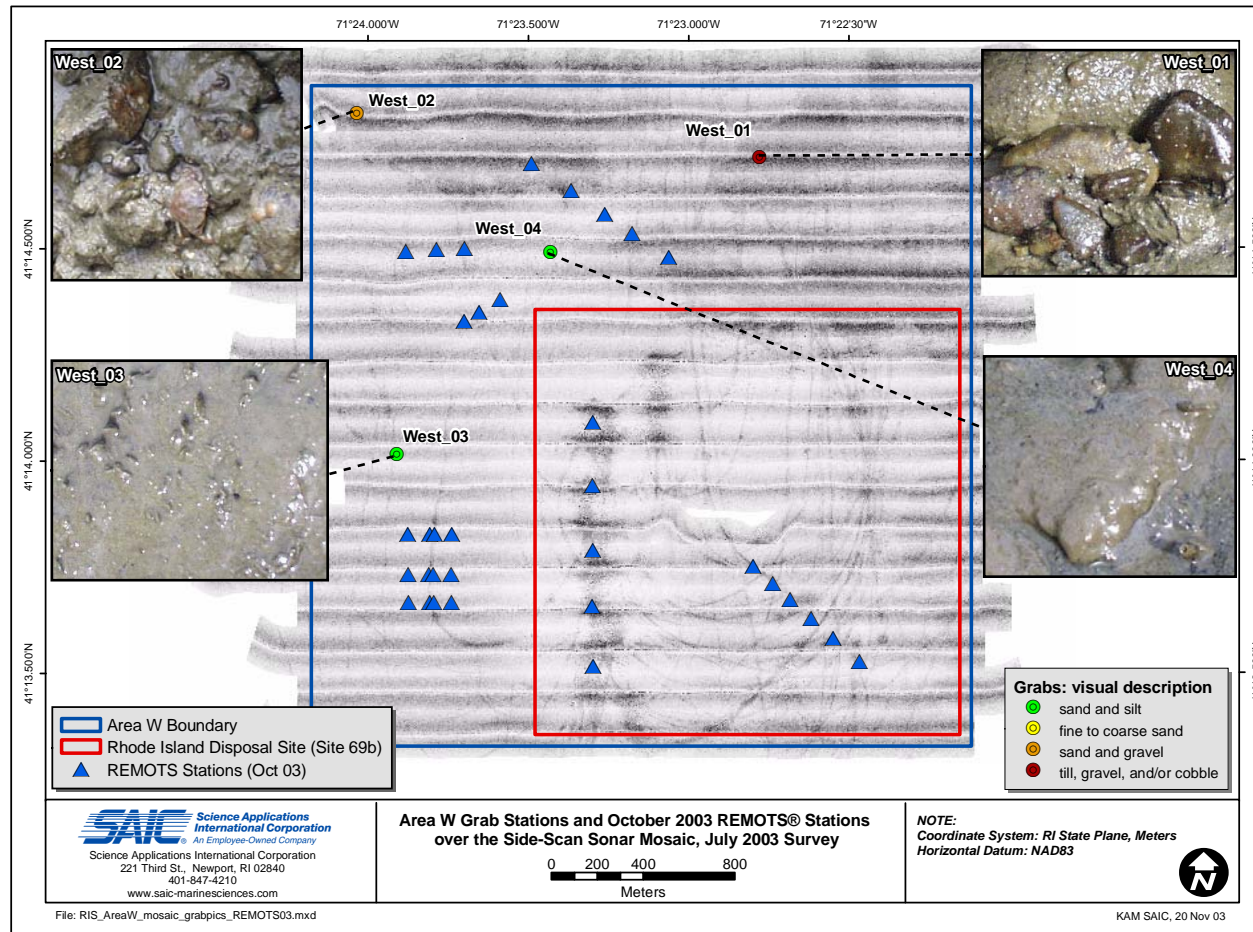 71°24.000'W
71°23.500'W
71°23.000'W
71°22'30"W
West_02
West_01
West_02
West_01
West_04
41°14.500'N
West_03
West_04
West_03
41°14.000'N
41°13.500'N
Area W Boundary
Rhode Island Disposal Site (Site 69b)
REMOTS Stations (Oct 03)
Grabs: visual description
sand and silt
fine to coarse sand
sand and gravel
till, gravel, and/or cobble
SAIC
®
Science Applications
International Corporation
An Employee-Owned Company
Science Applications International Corporation
221 Third St., Newport, RI 02840
401-847-4210
www.saic-marinesciences.com
Area W Grab Stations and October 2003 REMOTS® Stations
over the Side-Scan Sonar Mosaic, July 2003 Survey
0 200 400 800
Meters
NOTE:
Coordinate System: RI State Plane, Meters
Horizontal Datum: NAD83
N
File: RIS_AreaW_mosaic_grabpics_REMOTS03.mxd
KAM SAIC, 20 Nov 03